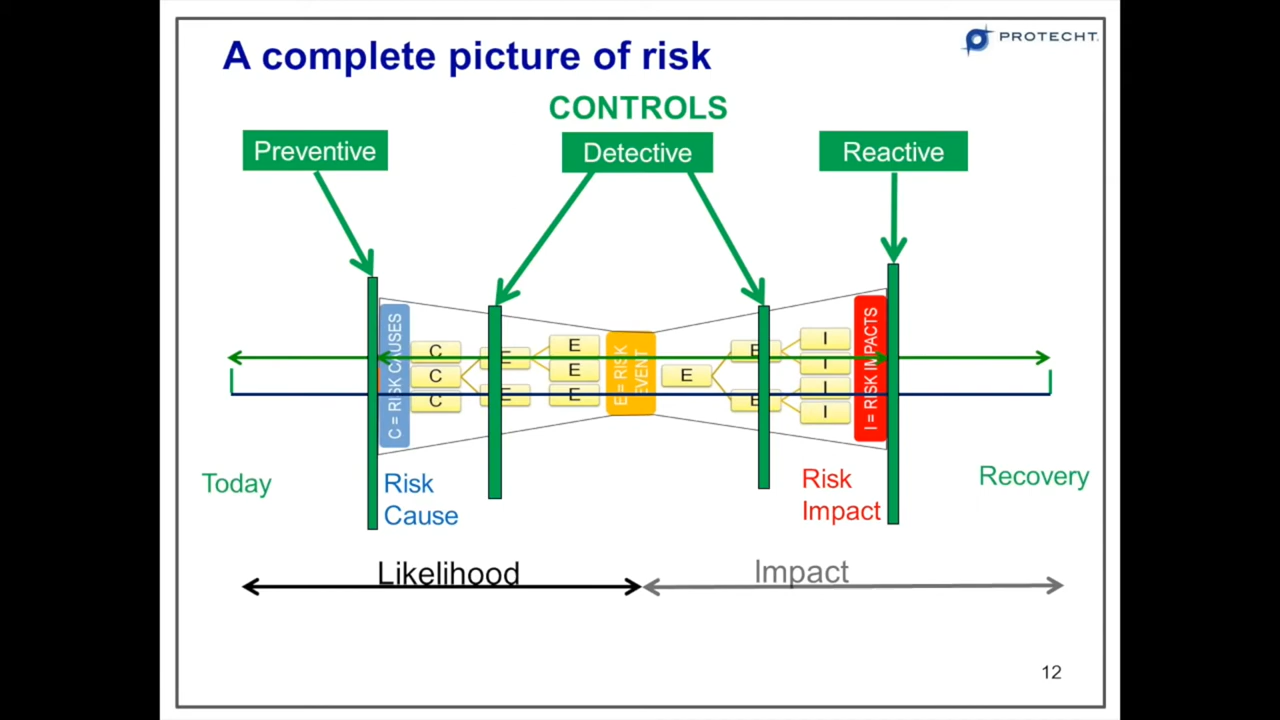 A complete picture of risk
PROTECHT.
CONTROLS
Preventive
Detective
Reactive
C = RISK CAUSES
C
C
C
E
E
E
E
E
E = RISK
EVENT
E
E
E
I
I
I
I
I = RISK IMPACTS
Today
Risk
Cause
Risk
Impact
Recovery
Likelihood
Impact
12